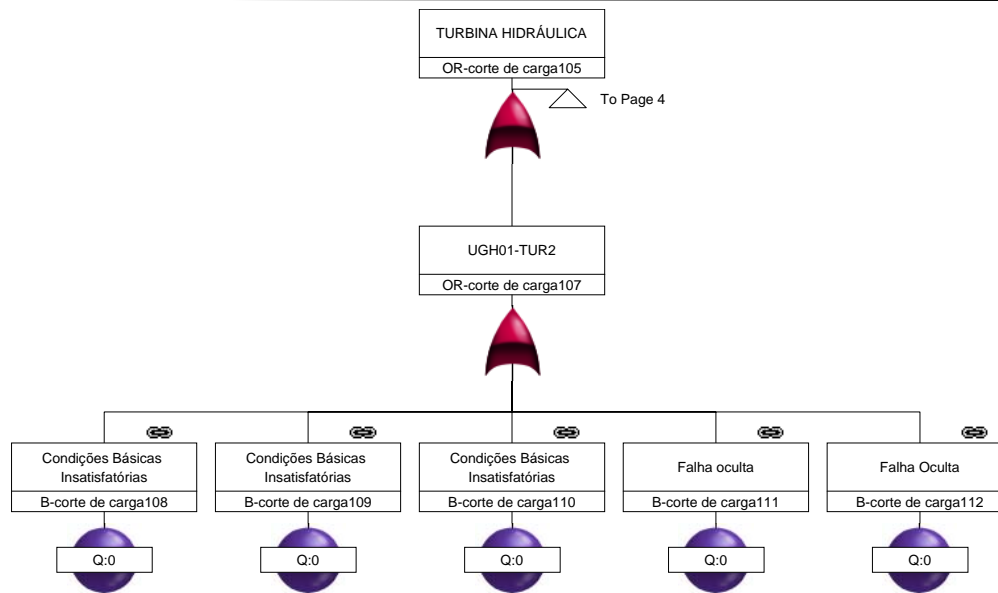 TURBINA HIDRÁULICA
OR-corte de carga105
To Page 4
UGH01-TUR2
OR-corte de carga107
Condições Básicas
Insatisfatórias
B-corte de carga108
Q:0
Condições Básicas
Insatisfatórias
B-corte de carga109
Q:0
Condições Básicas
Insatisfatórias
B-corte de carga110
Q:0
Falha oculta
B-corte de carga111
Q:0
Falha Oculta
B-corte de carga112
Q:0